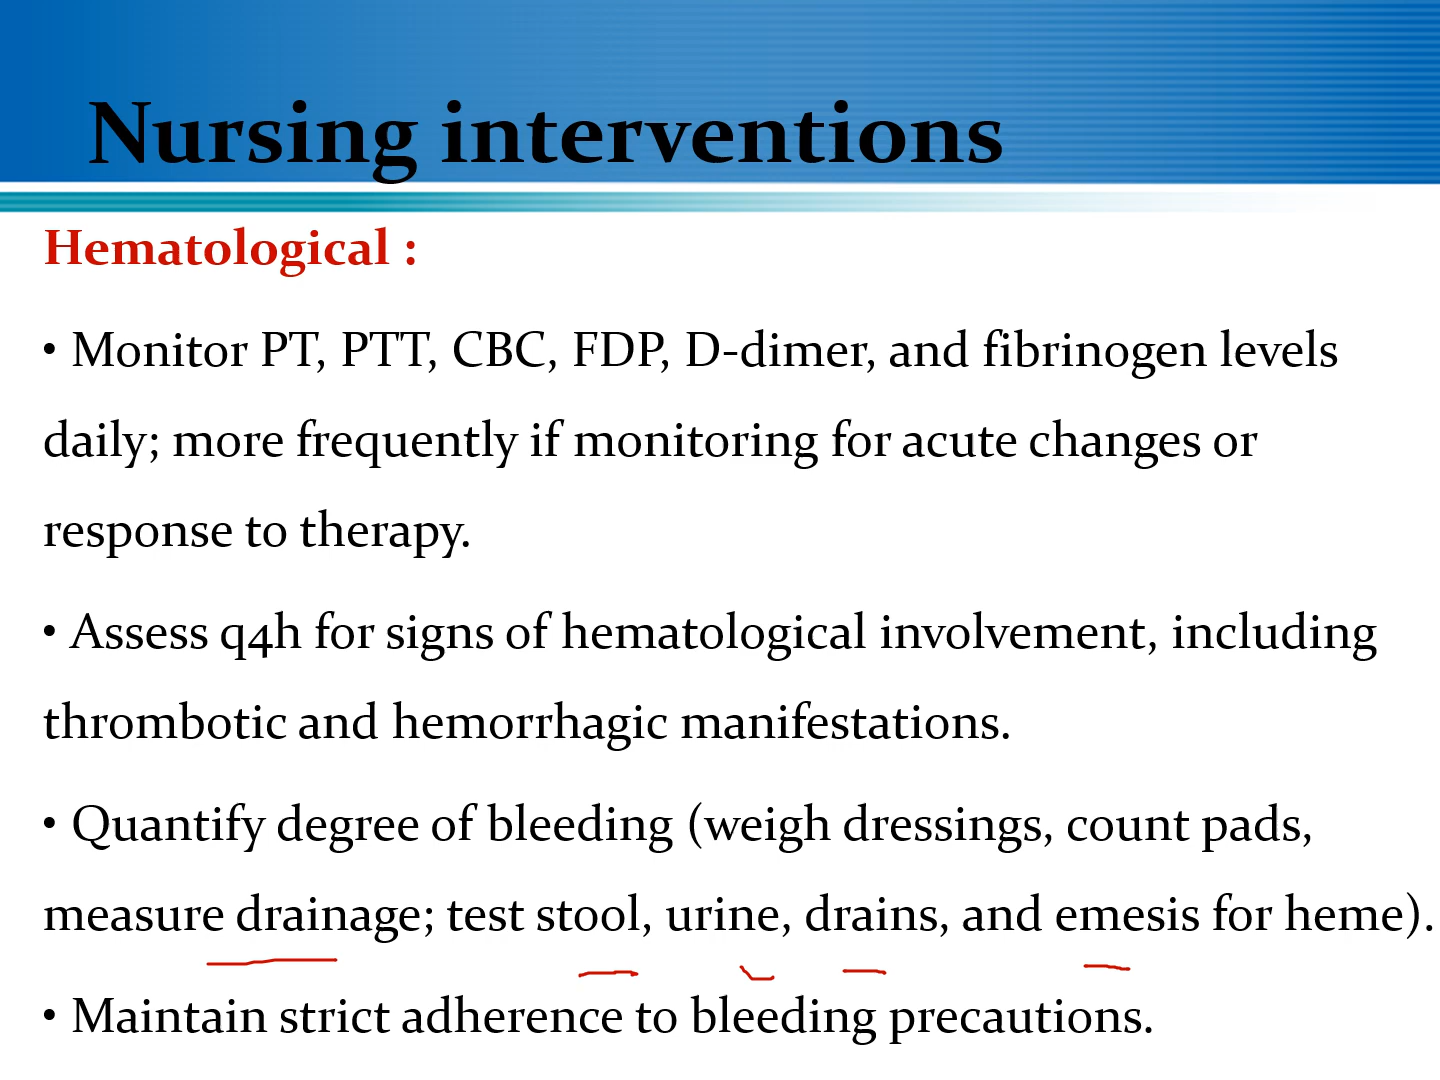 Nursing interventions
Hematological :
• Monitor PT, PTT, CBC, FDP, D-dimer, and fibrinogen levels
daily; more frequently if monitoring for acute changes or
response to therapy.
• Assess q4h for signs of hematological involvement, including
thrombotic and hemorrhagic manifestations.
• Quantify degree of bleeding (weigh dressings, count pads,
measure drainage; test stool, urine, drains, and emesis for heme).
• Maintain strict adherence to bleeding precautions.